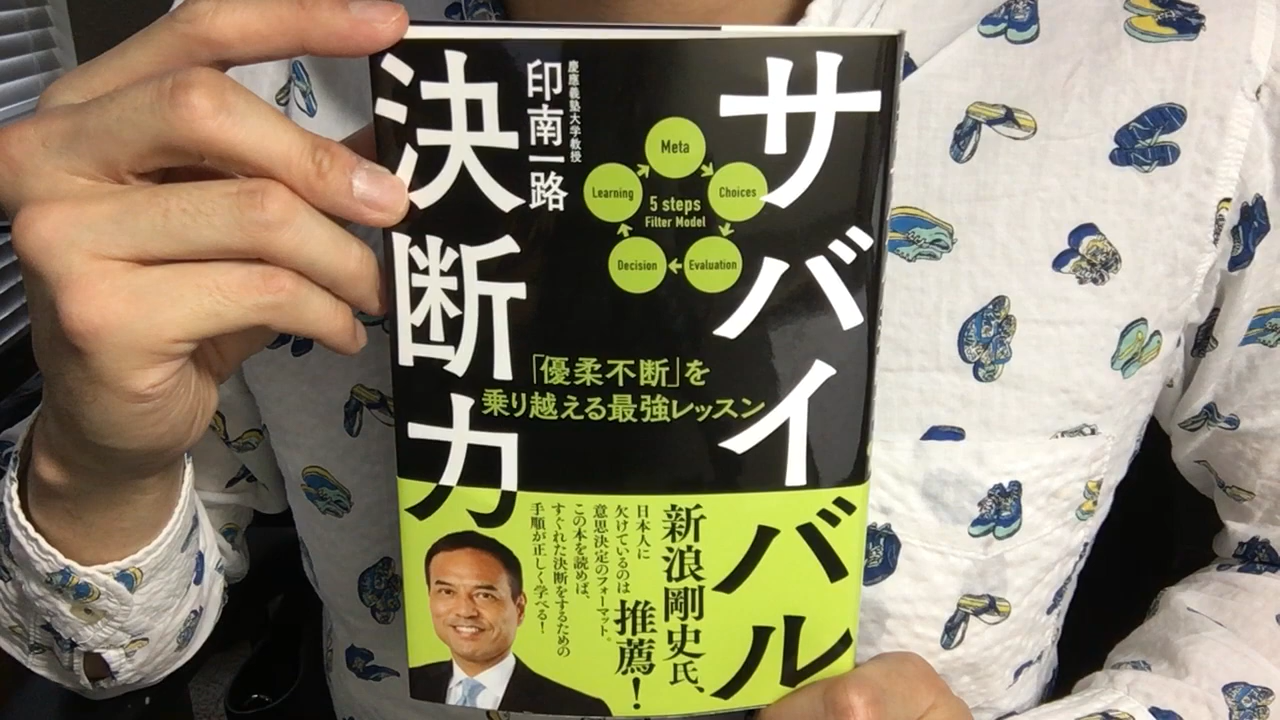 サバイバル
決断力
慶應義塾大学教授
印南一路
Meta
Choices
Evaluation
Decision
Learning
5 steps
Filter Model
「優柔不断」を
乗り越える最強レッスン
新浪剛史氏、
推薦！
日本人に
欠けているのは
意思決定のフォーマット。
この本を読めば、
すぐれた決断をするための
手順が正しく学べる！